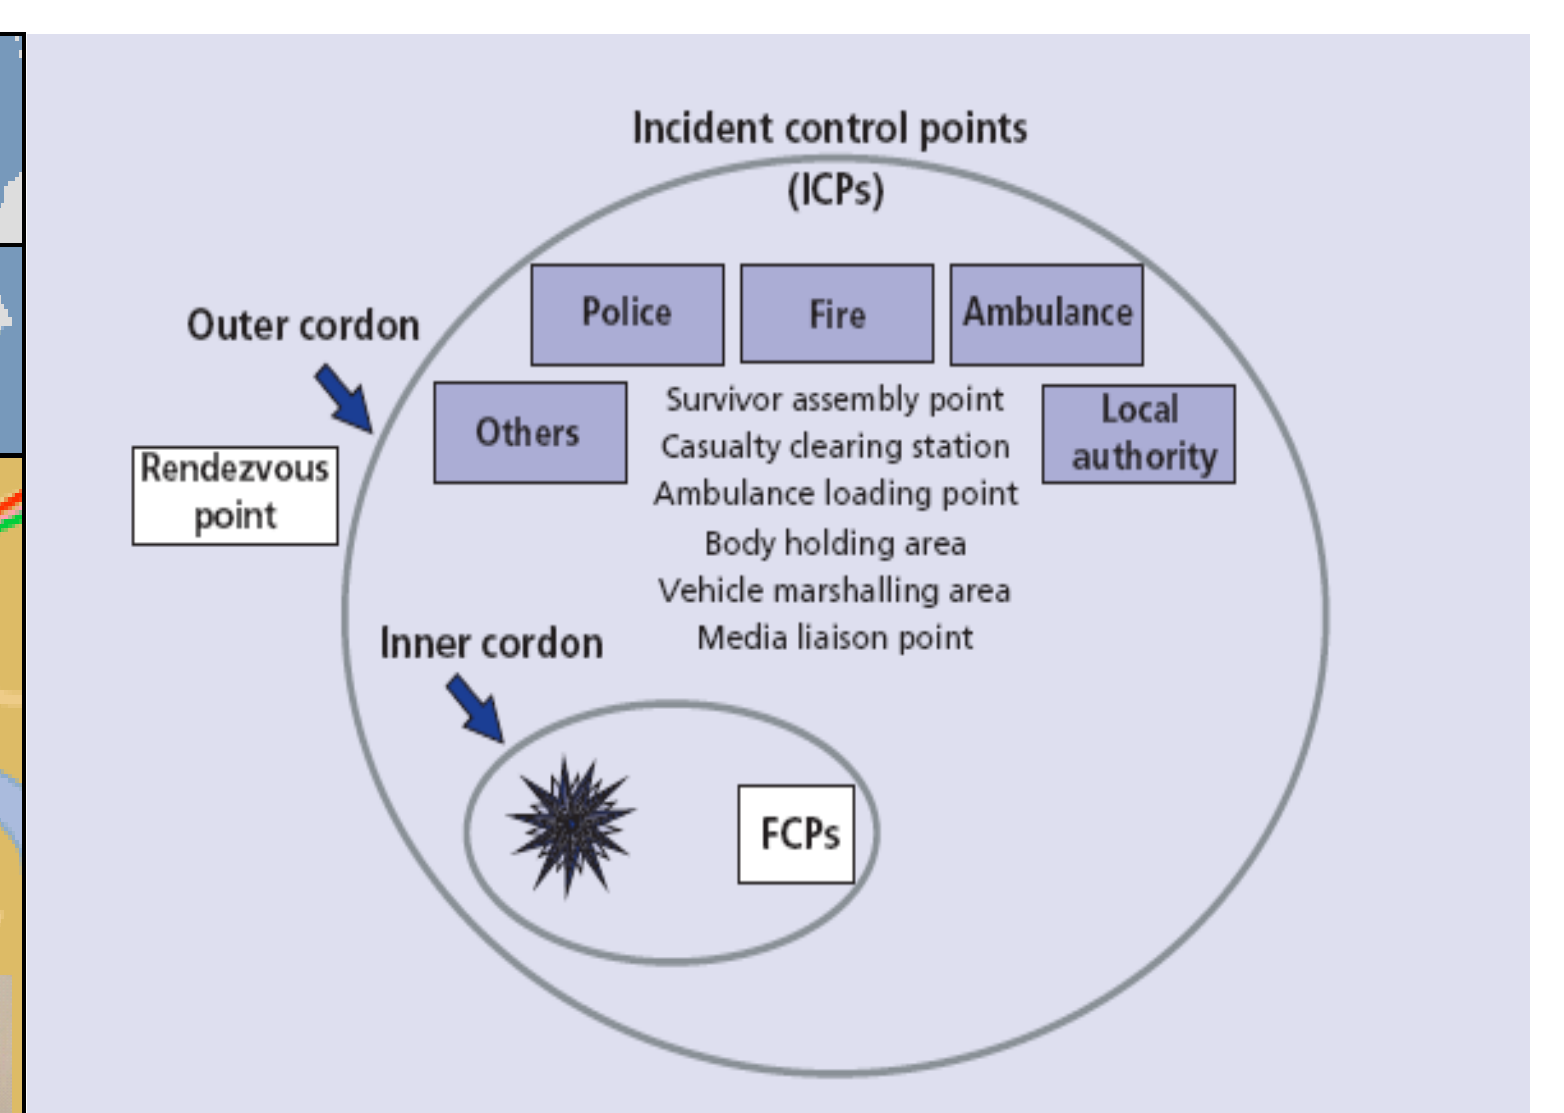 Incident control points
(ICPs)
Police
Fire
Ambulance
Outer cordon
Others
Survivor assembly point
Casualty clearing station
Ambulance loading point
Body holding area
Vehicle marshalling area
Media liaison point
Local
authority
Rendezvous
point
Inner cordon
FCPs